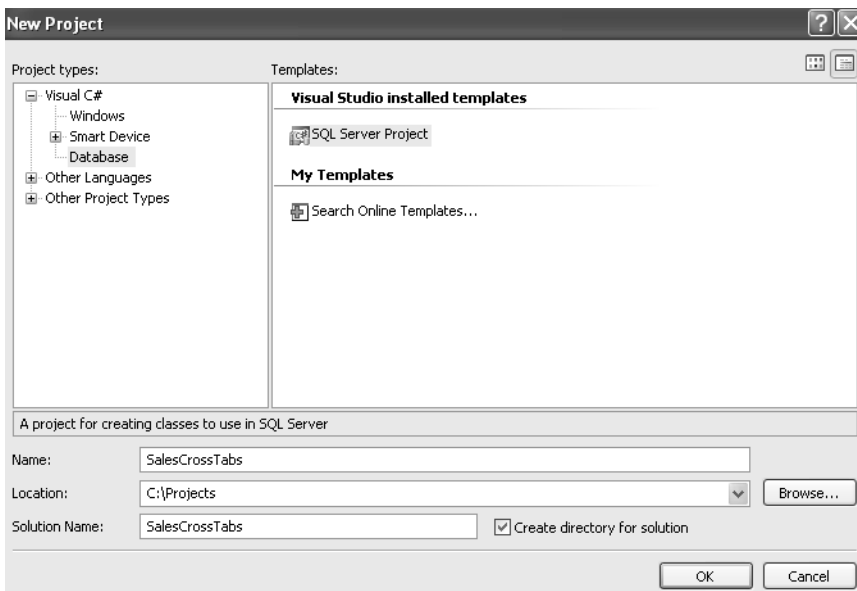 New Project
Project types:
Templates:
Visual C#
Windows
Smart Device
Database
Other Languages
Other Project Types
Visual Studio installed templates
SQL Server Project
My Templates
Search Online Templates...
A project for creating classes to use in SQL Server
Name:
SalesCrossTabs
Location:
C:\Projects
Browse...
Solution Name:
SalesCrossTabs
Create directory for solution
OK
Cancel